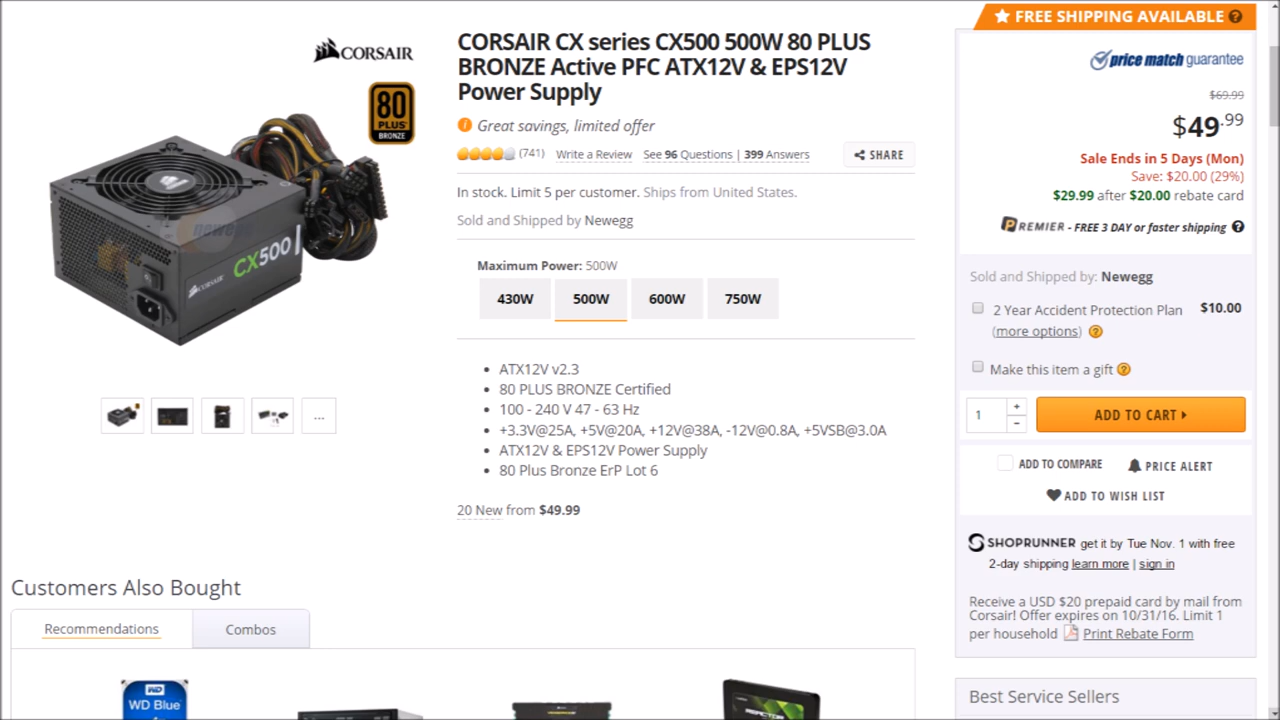 FREE SHIPPING AVAILABLE ?
CORSAIR
80
PLUS
BRONZE
newegg
CORSAIR CX500
CORSAIR CX series CX500 500W 80 PLUS
BRONZE Active PFC ATX12V & EPS12V
Power Supply
Great savings, limited offer
(741) Write a Review See 96 Questions | 399 Answers
SHARE
In stock. Limit 5 per customer. Ships from United States.
Sold and Shipped by Newegg
Maximum Power: 500W
430W 500W 600W 750W
ATX12V v2.3
80 PLUS BRONZE Certified
100 - 240 V 47 - 63 Hz
+3.3V@25A, +5V@20A, +12V@38A, -12V@0.8A, +5VSB@3.0A
ATX12V & EPS12V Power Supply
80 Plus Bronze ErP Lot 6
20 New from $49.99
...
price match guarantee
$69.99
$49.99
Sale Ends in 5 Days (Mon)
Save: $20.00 (29%)
$29.99 after $20.00 rebate card
PREMIER - FREE 3 DAY or faster shipping ?
Sold and Shipped by: Newegg
2 Year Accident Protection Plan $10.00
(more options) ?
Make this item a gift ?
1 + - ADD TO CART
ADD TO COMPARE PRICE ALERT
ADD TO WISH LIST
SHOPRUNNER get it by Tue Nov. 1 with free
2-day shipping learn more | sign in
Receive a USD $20 prepaid card by mail from
Corsair! Offer expires on 10/31/16. Limit 1
per household Print Rebate Form
Best Service Sellers
Customers Also Bought
Recommendations Combos
WD
WD Blue